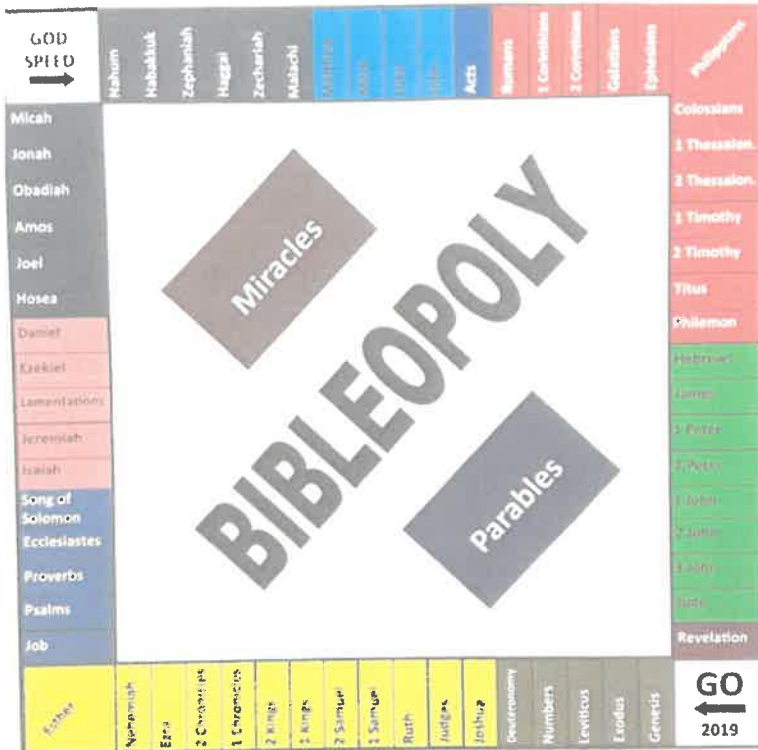 GOD
SPEED
Nahum
Habakkuk
Zephaniah
Haggai
Zechariah
Malachi
Acts
Romans
1 Corinthians
2 Corinthians
Galatians
Ephesians
Philippians
Micah
Jonah
Obadiah
Amos
Joel
Hosea
Daniel
Ezekiel
Lamentations
Jeremiah
Isaiah
Song of
Solomon
Ecclesiastes
Proverbs
Psalms
Job
Miracles
BIBLEOPOLY
Parables
Colossians
1 Thessalon.
2 Thessalon.
1 Timothy
2 Timothy
Titus
Philemon
Hebrews
James
1 Peter
2 Peter
1 John
2 John
3 John
Jude
Revelation
Esther
Nehemiah
Ezra
2 Chronicles
1 Chronicles
2 Kings
1 Kings
2 Samuel
1 Samuel
Ruth
Judges
Joshua
Deuteronomy
Numbers
Leviticus
Exodus
Genesis
GO
2019